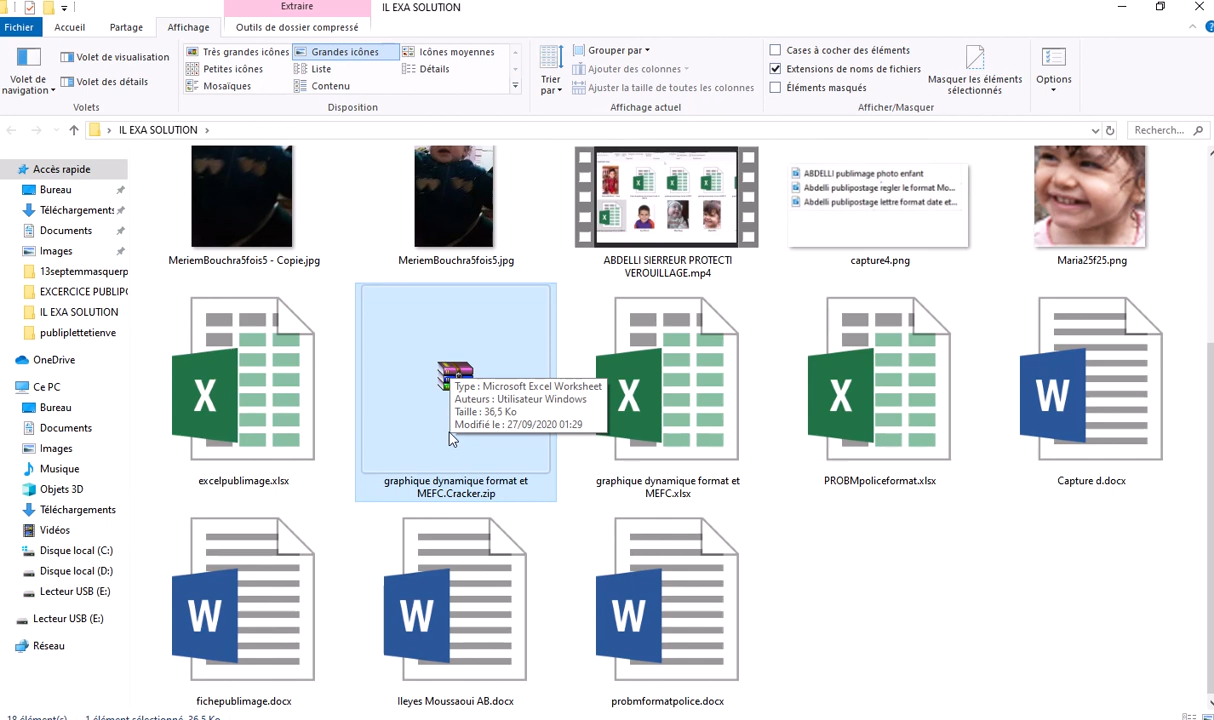 Extraire
IL EXA SOLUTION
Fichier
Accueil
Partage
Affichage
Outils de dossier compressé
Volet de navigation
Volet de visualisation
Volet des détails
Volets
Très grandes icônes
Grandes icônes
Icônes moyennes
Petites icônes
Liste
Détails
Mosaïques
Contenu
Disposition
Trier par
Grouper par
Ajouter des colonnes
Ajuster la taille de toutes les colonnes
Affichage actuel
Cases à cocher des éléments
Extensions de noms de fichiers
Éléments masqués
Masquer les éléments sélectionnés
Afficher/Masquer
Options
IL EXA SOLUTION
Recherch...
Accès rapide
Bureau
Téléchargements
Documents
Images
13septemmasquerp
EXCERCICE PUBLIPO
IL EXA SOLUTION
publiplettetienve
OneDrive
Ce PC
Bureau
Documents
Images
Musique
Objets 3D
Téléchargements
Vidéos
Disque local (C:)
Disque local (D:)
Lecteur USB (E:)
Lecteur USB (E:)
Réseau
ABDELLI publimage photo enfant
Abdelli publipostage regler le format Mo...
Abdelli publipostage lettre format date et...
MeriemBouchra5fois5 - Copie.jpg
MeriemBouchra5fois5.jpg
ABDELLI SIERREUR PROTECTI
VEROUILLAGE.mp4
capture4.png
Maria25f25.png
Type : Microsoft Excel Worksheet
Auteurs : Utilisateur Windows
Taille : 36,5 Ko
Modifié le : 27/09/2020 01:29
excelpublimage.xlsx
graphique dynamique format et
MEFC.Cracker.zip
graphique dynamique format et
MEFC.xlsx
PROBMpoliceformat.xlsx
Capture d.docx
fichepublimage.docx
lleyes Moussaoui AB.docx
probmformatpolice.docx
18 élément(s)
1 élément sélectionné 36,5 Ko